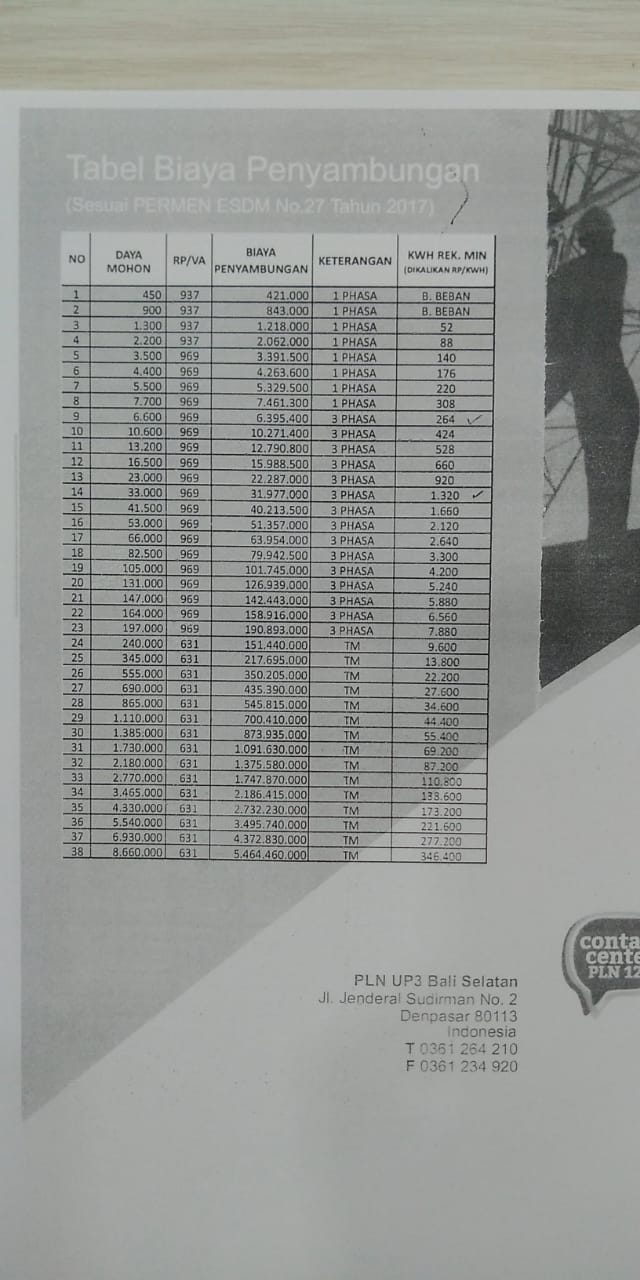 Tabel Biaya Penyambungan
(Sesuai PERMEN ESDM No.27 Tahun 2017)
NO DAYA MOHON RP/VA BIAYA PENYAMBUNGAN KETERANGAN KWH REK. MIN (DIKALIKAN RP/KWH)
1 450 937 421.000 1 PHASA B. BEBAN
2 900 937 843.000 1 PHASA B. BEBAN
3 1.300 937 1.218.000 1 PHASA 52
4 2.200 937 2.062.000 1 PHASA 88
5 3.500 969 3.391.500 1 PHASA 140
6 4.400 969 4.263.600 1 PHASA 176
7 5.500 969 5.329.500 1 PHASA 220
8 7.700 969 7.461.300 1 PHASA 308
9 6.600 969 6.395.400 3 PHASA 264
10 10.600 969 10.271.400 3 PHASA 424
11 13.200 969 12.790.800 3 PHASA 528
12 16.500 969 15.988.500 3 PHASA 660
13 23.000 969 22.287.000 3 PHASA 920
14 33.000 969 31.977.000 3 PHASA 1.320
15 41.500 969 40.213.500 3 PHASA 1.660
16 53.000 969 51.357.000 3 PHASA 2.120
17 66.000 969 63.954.000 3 PHASA 2.640
18 82.500 969 79.942.500 3 PHASA 3.300
19 105.000 969 101.745.000 3 PHASA 4.200
20 131.000 969 126.939.000 3 PHASA 5.240
21 147.000 969 142.443.000 3 PHASA 5.880
22 164.000 969 158.916.000 3 PHASA 6.560
23 197.000 969 190.893.000 3 PHASA 7.880
24 240.000 631 151.440.000 TM 9.600
25 345.000 631 217.695.000 TM 13.800
26 555.000 631 350.205.000 TM 22.200
27 690.000 631 435.390.000 TM 27.600
28 865.000 631 545.815.000 TM 34.600
29 1.110.000 631 700.410.000 TM 44.400
30 1.385.000 631 873.935.000 TM 55.400
31 1.730.000 631 1.091.630.000 TM 69.200
32 2.180.000 631 1.375.580.000 TM 87.200
33 2.770.000 631 1.747.870.000 TM 110.800
34 3.465.000 631 2.186.415.000 TM 138.600
35 4.330.000 631 2.732.230.000 TM 173.200
36 5.540.000 631 3.495.740.000 TM 221.600
37 6.930.000 631 4.372.830.000 TM 277.200
38 8.660.000 631 5.464.460.000 TM 346.400
conta
cente
PLN 12
PLN UP3 Bali Selatan
Jl. Jenderal Sudirman No. 2
Denpasar 80113
Indonesia
T 0361 264 210
F 0361 234 920